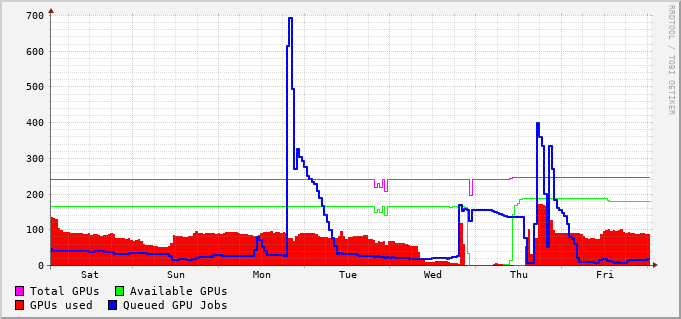 700
600
500
400
300
200
100
0
Sat Sun Mon Tue Wed Thu Fri
Total GPUs Available GPUs
GPUs used Queued GPU Jobs
RRDTOOL / TOBI OETIKER